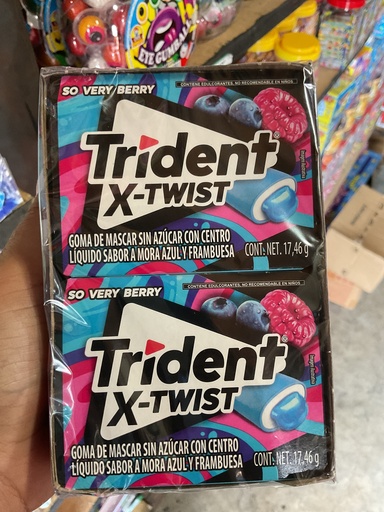 EYE GUMBALL
SO VERY BERRY
CONTIENE EDULCORANTES, NO RECOMENDABLE EN NIÑOS
Trident®
X-TWIST
GOMA DE MASCAR SIN AZÚCAR CON CENTRO
LÍQUIDO SABOR A MORA AZUL Y FRAMBUESA
CONT. NET. 17,46 g
SO VERY BERRY
CONTIENE EDULCORANTES, NO RECOMENDABLE EN NIÑOS
Trident®
X-TWIST
GOMA DE MASCAR SIN AZÚCAR CON CENTRO
LÍQUIDO SABOR A MORA AZUL Y FRAMBUESA
CONT. NET. 17,46 g